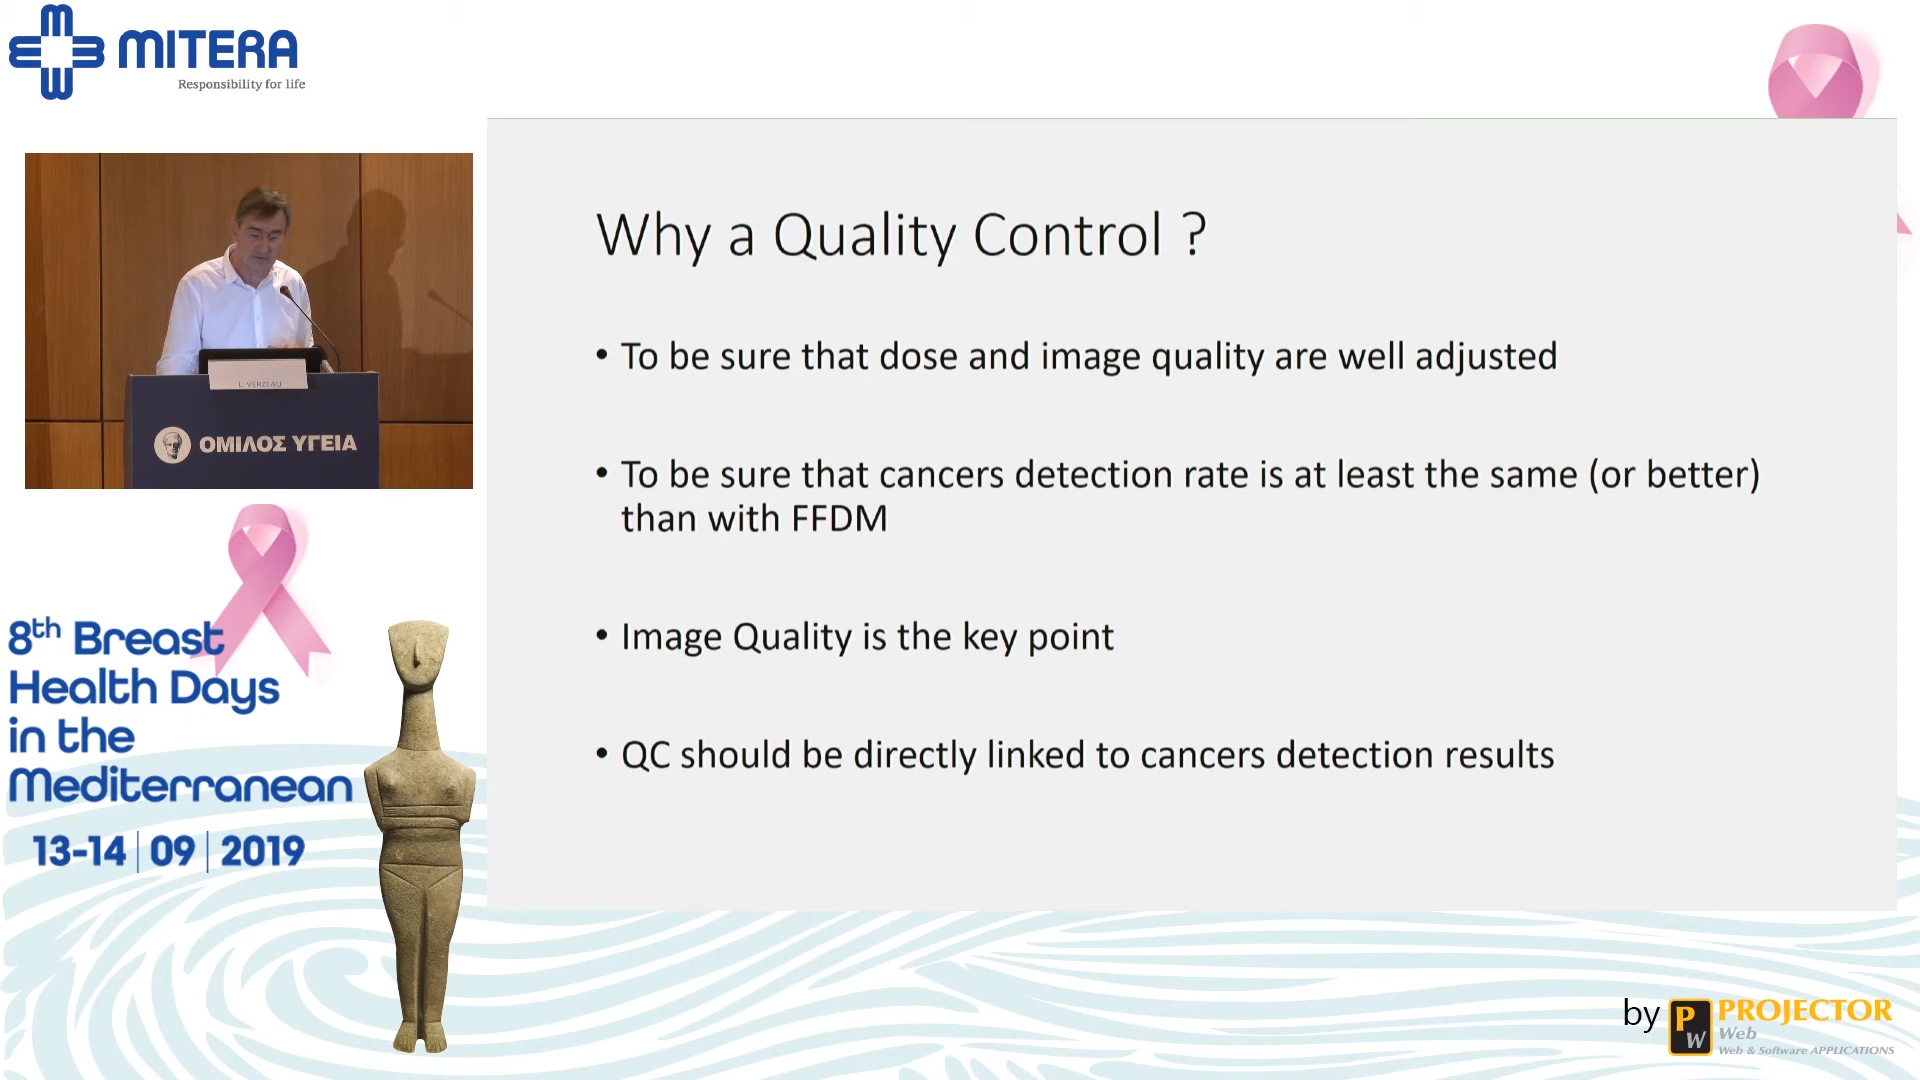 MITERA
Responsibility for life
L. VERZEAU
ΟΜΙΛΟΣ ΥΓΕΙΑ
8th Breast
Health Days
in the
Mediterranean
13-14 | 09 | 2019
Why a Quality Control ?
• To be sure that dose and image quality are well adjusted
• To be sure that cancers detection rate is at least the same (or better)
than with FFDM
• Image Quality is the key point
• QC should be directly linked to cancers detection results
by PW PROJECTOR
Web
Web & Software APPLICATIONS